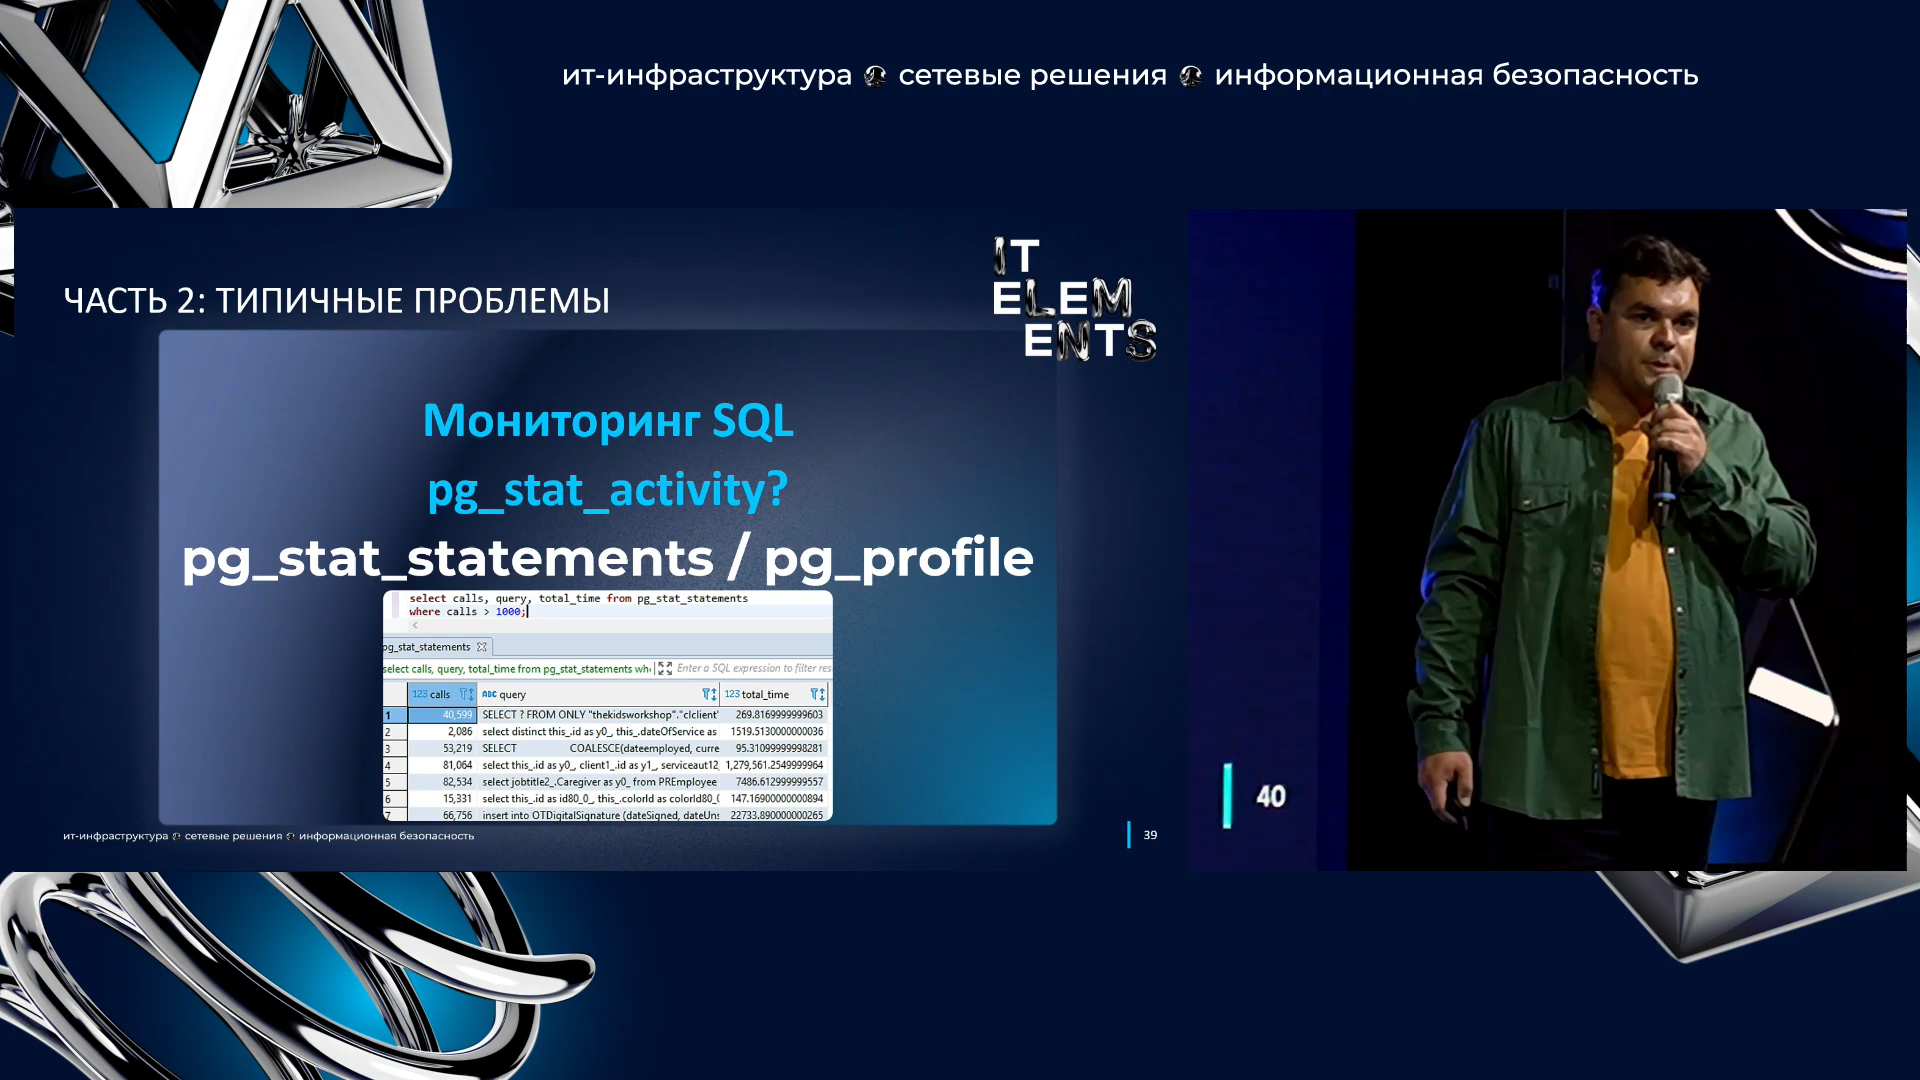 ит-инфраструктура сетевые решения информационная безопасность
IT
ELEM
ENTS
ЧАСТЬ 2: ТИПИЧНЫЕ ПРОБЛЕМЫ
Мониторинг SQL
pg_stat_activity?
pg_stat_statements / pg_profile
select calls, query, total_time from pg_stat_statements
where calls > 1000;
pg_stat_statements
select calls, query, total_time from pg_stat_statements whe Enter a SQL expression to filter res
123 calls ABC query 123 total_time
1 40,599 SELECT ? FROM ONLY "thekidsworkshop"."clclient" 269.8169999999603
2 2,086 select distinct this_.id as y0_, this_.dateOfService as 1519.5130000000036
3 53,219 SELECT COALESCE(dateemployed, curre 95.31099999998281
4 81,064 select this_.id as y0_, client1_.id as y1_, serviceaut12_ 1,279,561.2549999964
5 82,534 select jobtitle2_.Caregiver as y0_ from PREmployee 7486.612999999557
6 15,331 select this_.id as id80_0_, this_.colorId as colorId80_0 147.16900000000894
7 66,756 insert into OTDigitalSignature (dateSigned, dateUns 22733.890000000265
ит-инфраструктура сетевые решения информационная безопасность
39
40